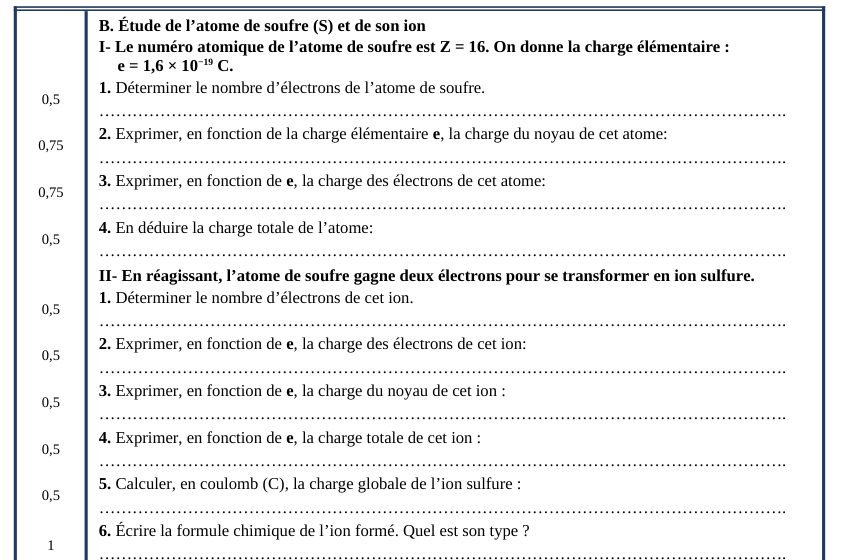 B. Étude de l’atome de soufre (S) et de son ion
I- Le numéro atomique de l’atome de soufre est Z = 16. On donne la charge élémentaire :
e = 1,6 × 10⁻¹⁹ C.
1. Déterminer le nombre d’électrons de l’atome de soufre.
0,5
……………………………………………………………………………………………………………….
2. Exprimer, en fonction de la charge élémentaire e, la charge du noyau de cet atome:
0,75
……………………………………………………………………………………………………………….
3. Exprimer, en fonction de e, la charge des électrons de cet atome:
0,75
……………………………………………………………………………………………………………….
4. En déduire la charge totale de l’atome:
0,5
……………………………………………………………………………………………………………….
II- En réagissant, l’atome de soufre gagne deux électrons pour se transformer en ion sulfure.
1. Déterminer le nombre d’électrons de cet ion.
0,5
……………………………………………………………………………………………………………….
2. Exprimer, en fonction de e, la charge des électrons de cet ion:
0,5
……………………………………………………………………………………………………………….
3. Exprimer, en fonction de e, la charge du noyau de cet ion :
0,5
……………………………………………………………………………………………………………….
4. Exprimer, en fonction de e, la charge totale de cet ion :
0,5
……………………………………………………………………………………………………………….
5. Calculer, en coulomb (C), la charge globale de l’ion sulfure :
0,5
……………………………………………………………………………………………………………….
6. Écrire la formule chimique de l’ion formé. Quel est son type ?
1
……………………………………………………………………………………………………………….